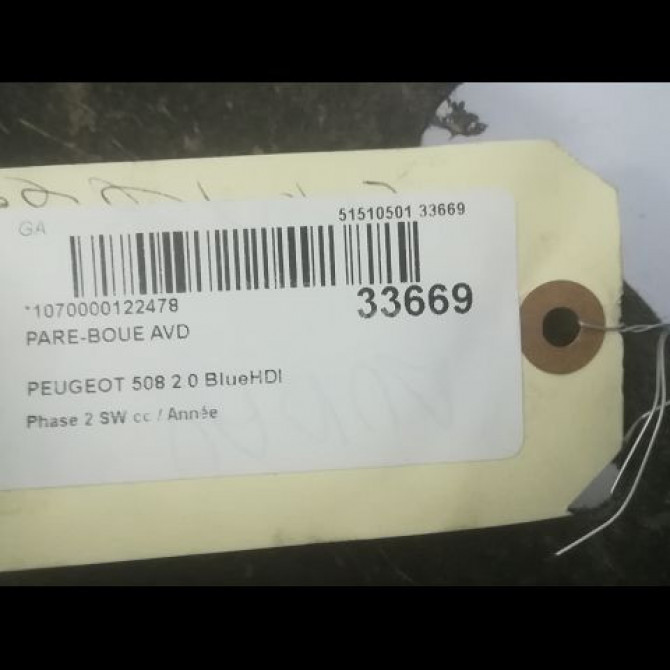 GA
51510501 33669
*1070000122478
33669
PARE-BOUE AVD
PEUGEOT 508 2 0 BlueHDI
Phase 2 SW cc / Année